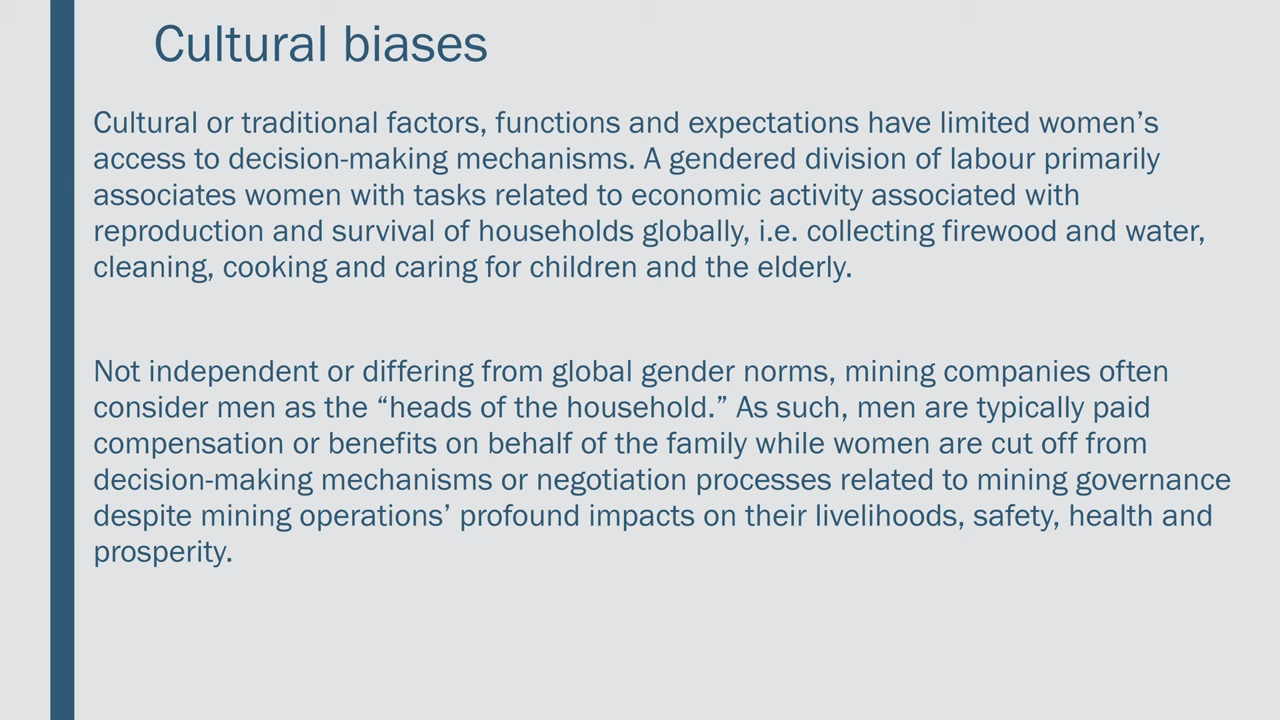 Cultural biases
Cultural or traditional factors, functions and expectations have limited women’s
access to decision-making mechanisms. A gendered division of labour primarily
associates women with tasks related to economic activity associated with
reproduction and survival of households globally, i.e. collecting firewood and water,
cleaning, cooking and caring for children and the elderly.
Not independent or differing from global gender norms, mining companies often
consider men as the “heads of the household.” As such, men are typically paid
compensation or benefits on behalf of the family while women are cut off from
decision-making mechanisms or negotiation processes related to mining governance
despite mining operations’ profound impacts on their livelihoods, safety, health and
prosperity.